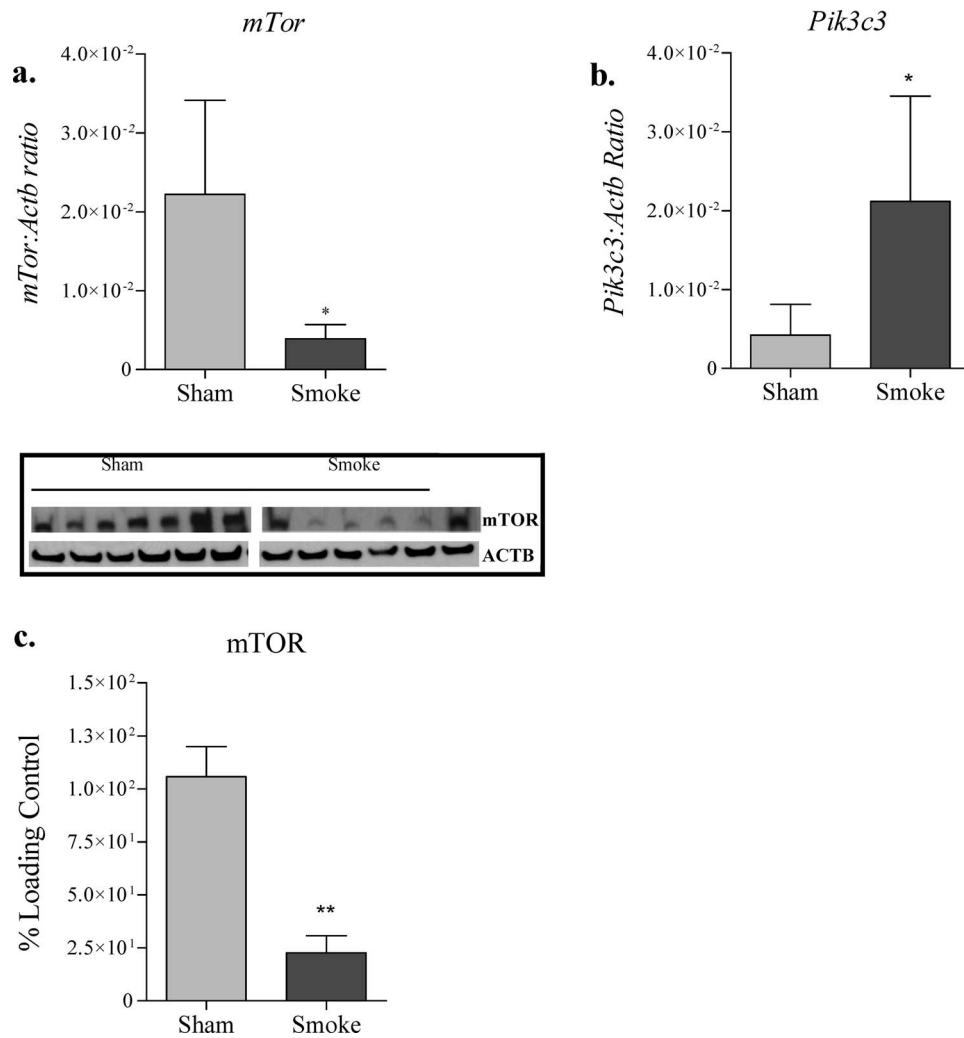 a.
mTor
mTor:Actb ratio
4.0×10⁻²
3.0×10⁻²
2.0×10⁻²
1.0×10⁻²
0
*
Sham Smoke
b.
Pik3c3
Pik3c3:Actb Ratio
4.0×10⁻²
3.0×10⁻²
2.0×10⁻²
1.0×10⁻²
0
*
Sham Smoke
Sham Smoke
mTOR
ACTB
c.
mTOR
% Loading Control
1.5×10²
1.3×10²
1.0×10²
7.5×10¹
5.0×10¹
2.5×10¹
0
**
Sham Smoke